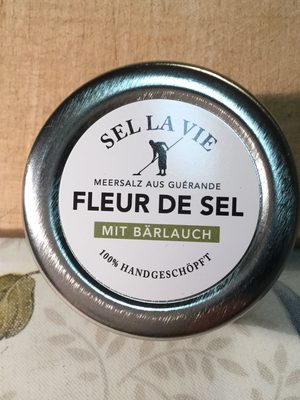 SEL LA VIE
MEERSALZ AUS GUÉRANDE
FLEUR DE SEL
MIT BÄRLAUCH
100% HANDGESCHÖPFT